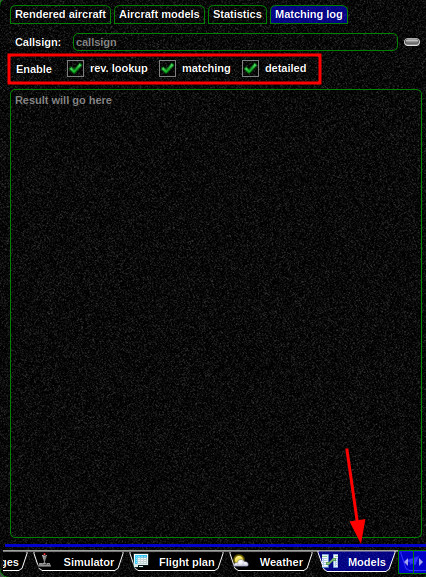 Rendered aircraft Aircraft models Statistics Matching log
Callsign: callsign
Enable rev. lookup matching detailed
Result will go here
ges Simulator Flight plan Weather Models